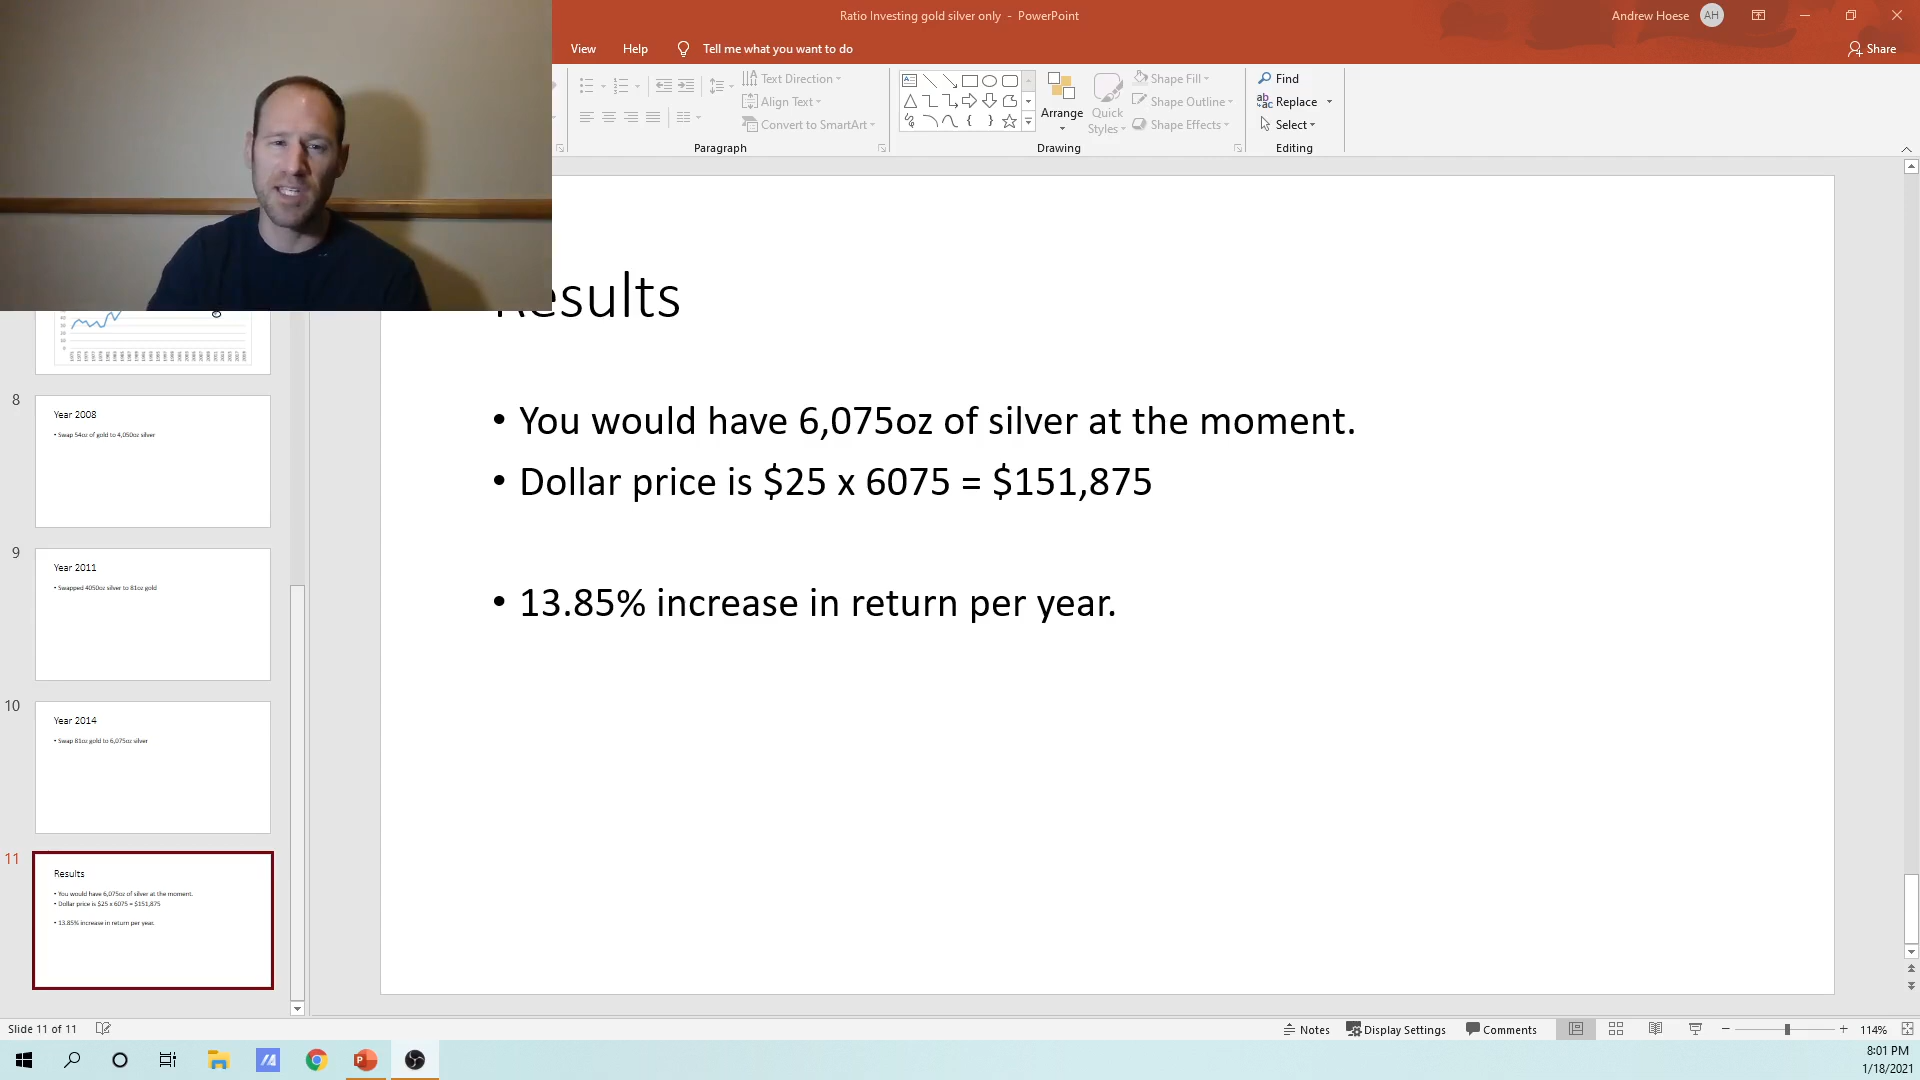 Ratio Investing gold silver only - PowerPoint
Andrew Hoese
AH
View
Help
Tell me what you want to do
Share
Text Direction
Align Text
Convert to SmartArt
Paragraph
Arrange
Quick
Styles
Shape Fill
Shape Outline
Shape Effects
Drawing
Find
Replace
Select
Editing
8
Year 2008
• Swap 54oz of gold to 4,050oz silver
9
Year 2011
• Swapped 4050oz silver to 81oz gold
10
Year 2014
• Swap 81oz gold to 6,075oz silver
11
Results
• You would have 6,075oz of silver at the moment.
• Dollar price is $25 x 6075 = $151,875
• 13.85% increase in return per year.
esults
• You would have 6,075oz of silver at the moment.
• Dollar price is $25 x 6075 = $151,875
• 13.85% increase in return per year.
Slide 11 of 11
Notes
Display Settings
Comments
114%
8:01 PM
1/18/2021